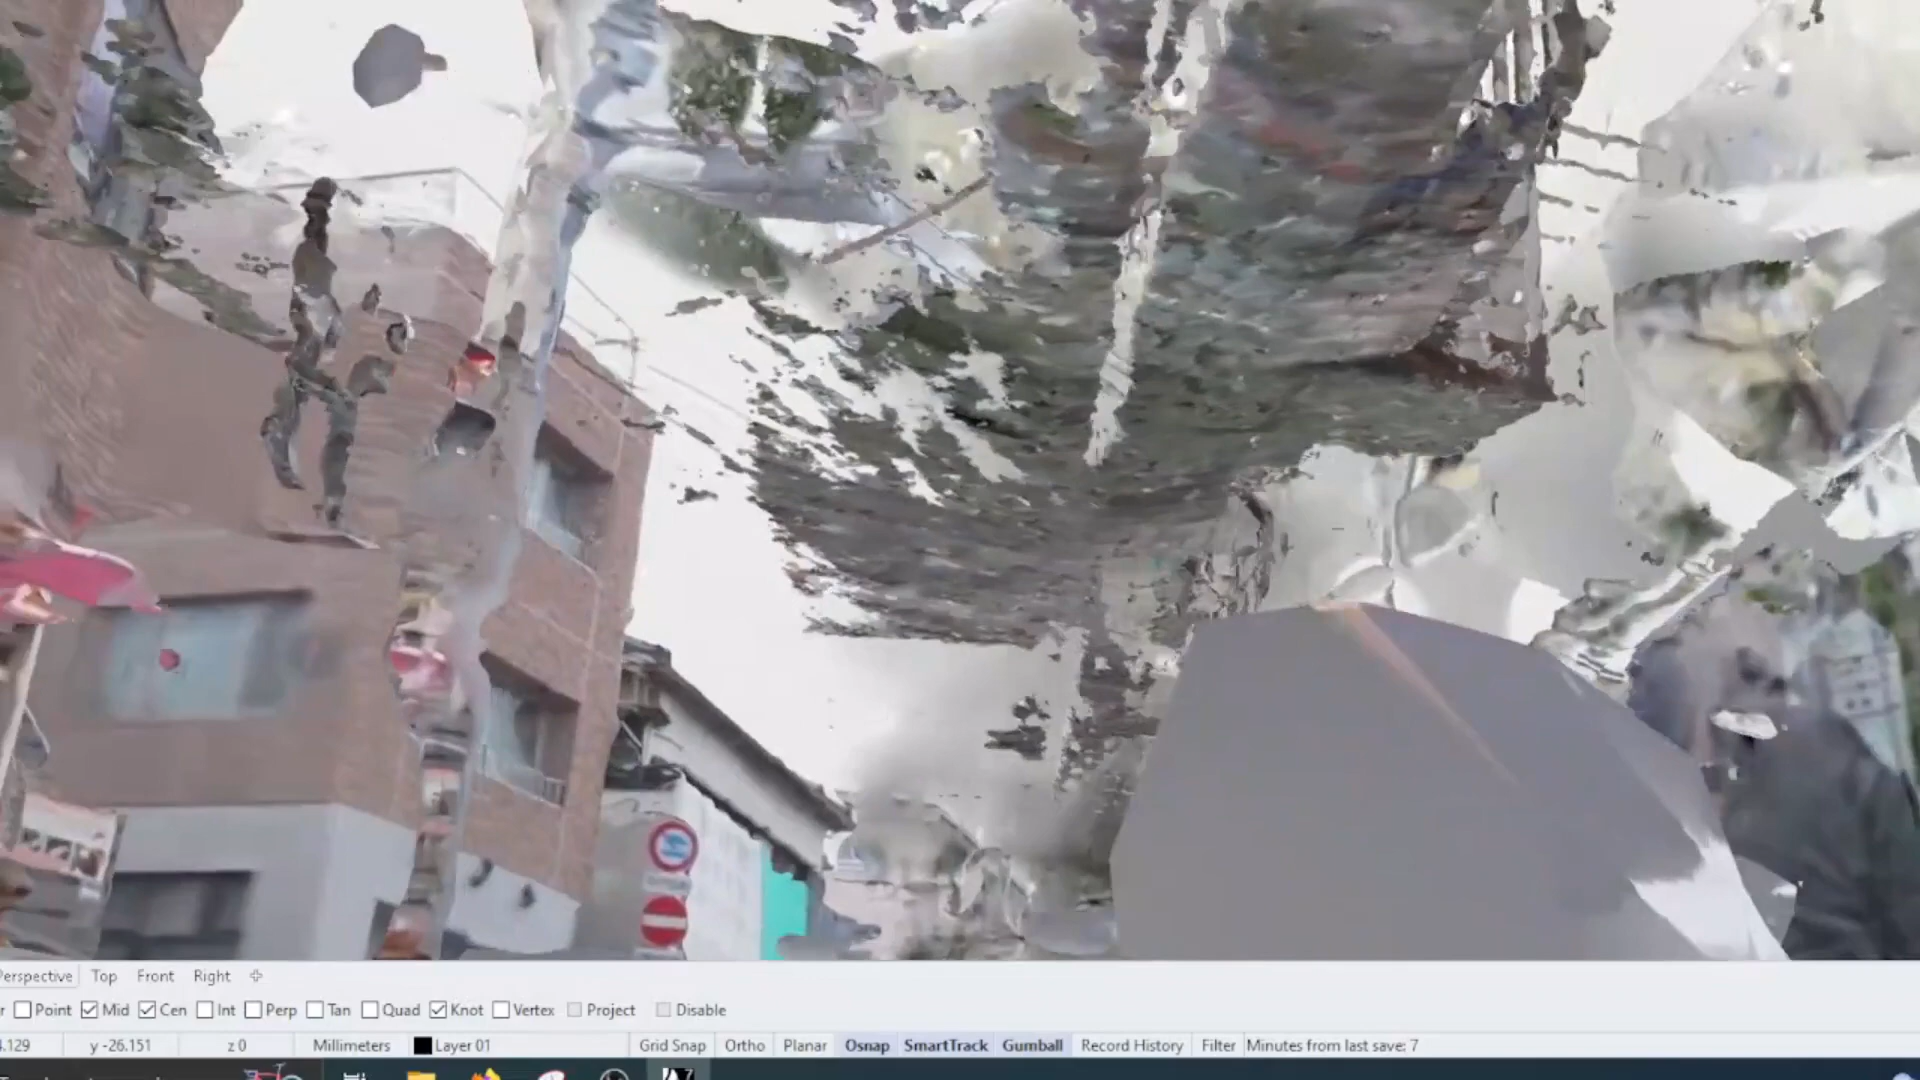 Perspective Top Front Right
Point Mid Cen Int Perp Tan Quad Knot Vertex Project Disable
.129 y -26.151 z 0 Millimeters Layer 01 Grid Snap Ortho Planar Osnap SmartTrack Gumball Record History Filter Minutes from last save: 7